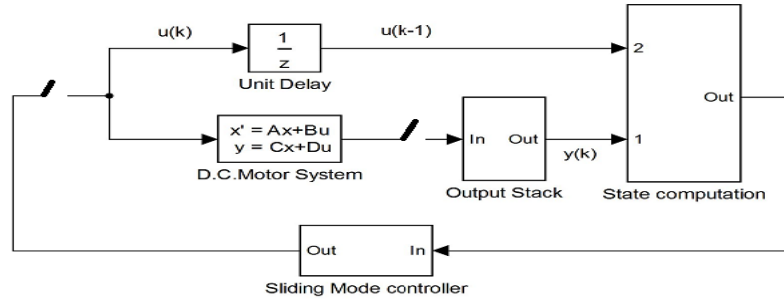 u(k)
1
z
Unit Delay
u(k-1)
2
Out
1
State computation
x' = Ax+Bu
y = Cx+Du
D.C.Motor System
In Out
Output Stack
y(k)
Out In
Sliding Mode controller